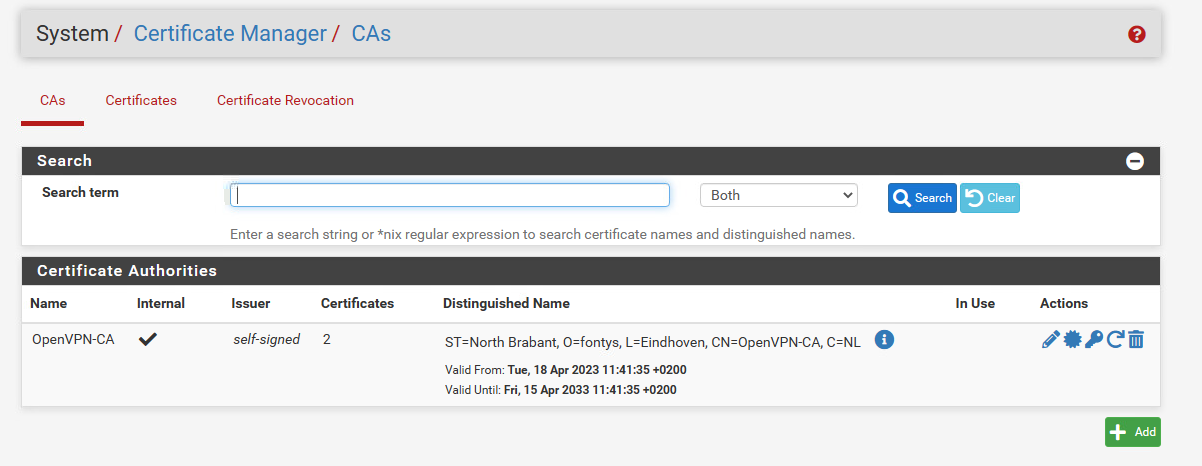 System / Certificate Manager / CAs
CAs Certificates Certificate Revocation
Search
Search term Both Search Clear
Enter a search string or *nix regular expression to search certificate names and distinguished names.
Certificate Authorities
Name Internal Issuer Certificates Distinguished Name In Use Actions
OpenVPN-CA self-signed 2 ST=North Brabant, O=fontys, L=Eindhoven, CN=OpenVPN-CA, C=NL
Valid From: Tue, 18 Apr 2023 11:41:35 +0200
Valid Until: Fri, 15 Apr 2033 11:41:35 +0200
Add